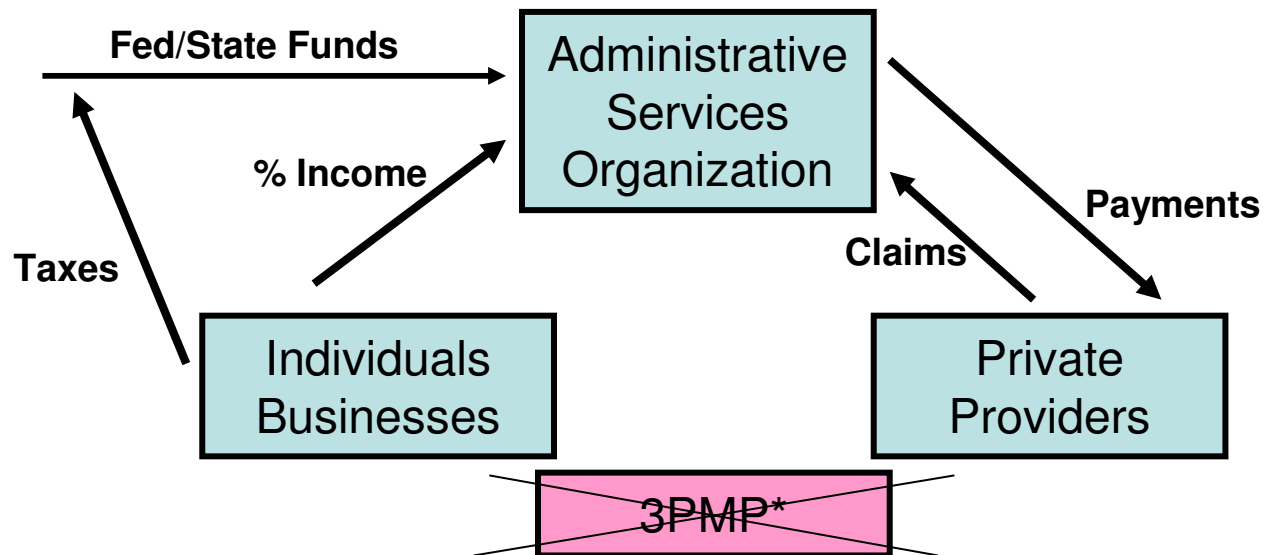 Fed/State Funds
Administrative
Services
Organization
% Income
Payments
Claims
Taxes
Individuals
Businesses
Private
Providers
3PMP*